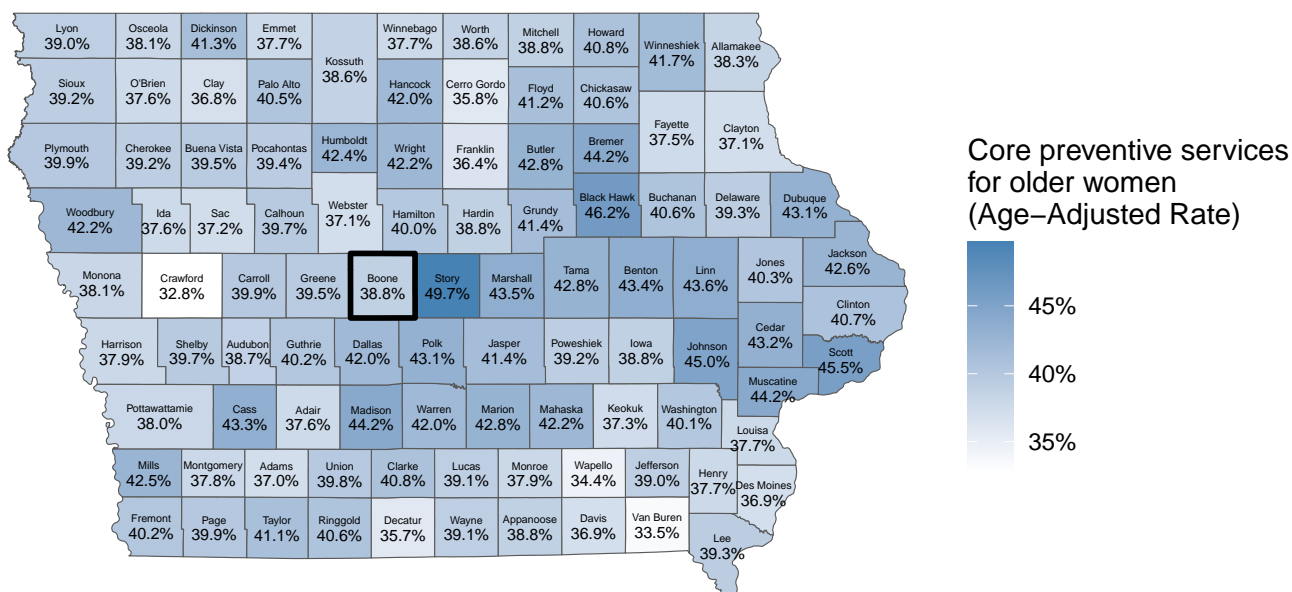 Lyon
39.0%
Osceola
38.1%
Dickinson
41.3%
Emmet
37.7%
Kossuth
38.6%
Winnebago
37.7%
Worth
38.6%
Mitchell
38.8%
Howard
40.8%
Winneshiek
41.7%
Allamakee
38.3%
Sioux
39.2%
O'Brien
37.6%
Clay
36.8%
Palo Alto
40.5%
Hancock
42.0%
Cerro Gordo
35.8%
Floyd
41.2%
Chickasaw
40.6%
Fayette
37.5%
Clayton
37.1%
Plymouth
39.9%
Cherokee
39.2%
Buena Vista
39.5%
Pocahontas
39.4%
Humboldt
42.4%
Wright
42.2%
Franklin
36.4%
Butler
42.8%
Bremer
44.2%
Woodbury
42.2%
Ida
37.6%
Sac
37.2%
Calhoun
39.7%
Webster
37.1%
Hamilton
40.0%
Hardin
38.8%
Grundy
41.4%
Black Hawk
46.2%
Buchanan
40.6%
Delaware
39.3%
Dubuque
43.1%
Monona
38.1%
Crawford
32.8%
Carroll
39.9%
Greene
39.5%
Boone
38.8%
Story
49.7%
Marshall
43.5%
Tama
42.8%
Benton
43.4%
Linn
43.6%
Jones
40.3%
Jackson
42.6%
Clinton
40.7%
Harrison
37.9%
Shelby
39.7%
Audubon
38.7%
Guthrie
40.2%
Dallas
42.0%
Polk
43.1%
Jasper
41.4%
Poweshiek
39.2%
Iowa
38.8%
Johnson
45.0%
Cedar
43.2%
Scott
45.5%
Muscatine
44.2%
Pottawattamie
38.0%
Cass
43.3%
Adair
37.6%
Madison
44.2%
Warren
42.0%
Marion
42.8%
Mahaska
42.2%
Keokuk
37.3%
Washington
40.1%
Louisa
37.7%
Mills
42.5%
Montgomery
37.8%
Adams
37.0%
Union
39.8%
Clarke
40.8%
Lucas
39.1%
Monroe
37.9%
Wapello
34.4%
Jefferson
39.0%
Henry
37.7%
Des Moines
36.9%
Fremont
40.2%
Page
39.9%
Taylor
41.1%
Ringgold
40.6%
Decatur
35.7%
Wayne
39.1%
Appanoose
38.8%
Davis
36.9%
Van Buren
33.5%
Lee
39.3%
Core preventive services
for older women
(Age–Adjusted Rate)
45%
40%
35%